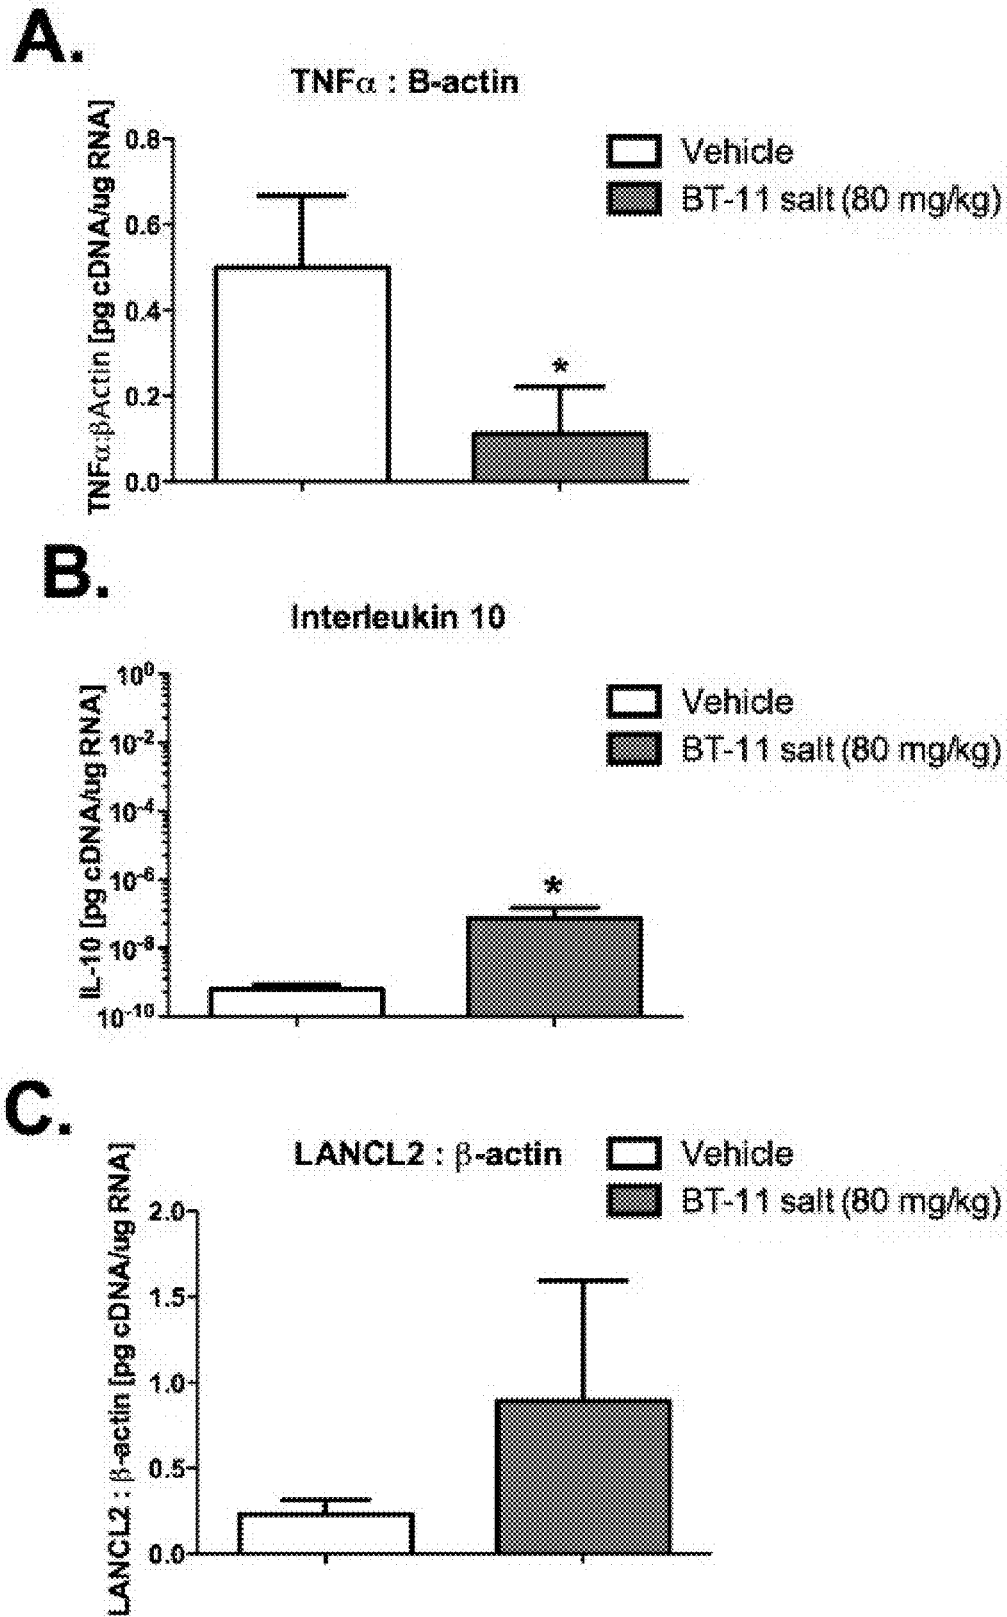 A.
TNFα : B-actin
TNFα:βActin [pg cDNA/ug RNA]
0.8
0.6
0.4
0.2
0.0
*
Vehicle
BT-11 salt (80 mg/kg)
B.
Interleukin 10
IL-10 [pg cDNA/ug RNA]
10⁰
10⁻²
10⁻⁴
10⁻⁶
10⁻⁸
10⁻¹⁰
*
Vehicle
BT-11 salt (80 mg/kg)
C.
LANCL2 : β-actin
LANCL2 : β-actin [pg cDNA/ug RNA]
2.0
1.5
1.0
0.5
0.0
Vehicle
BT-11 salt (80 mg/kg)